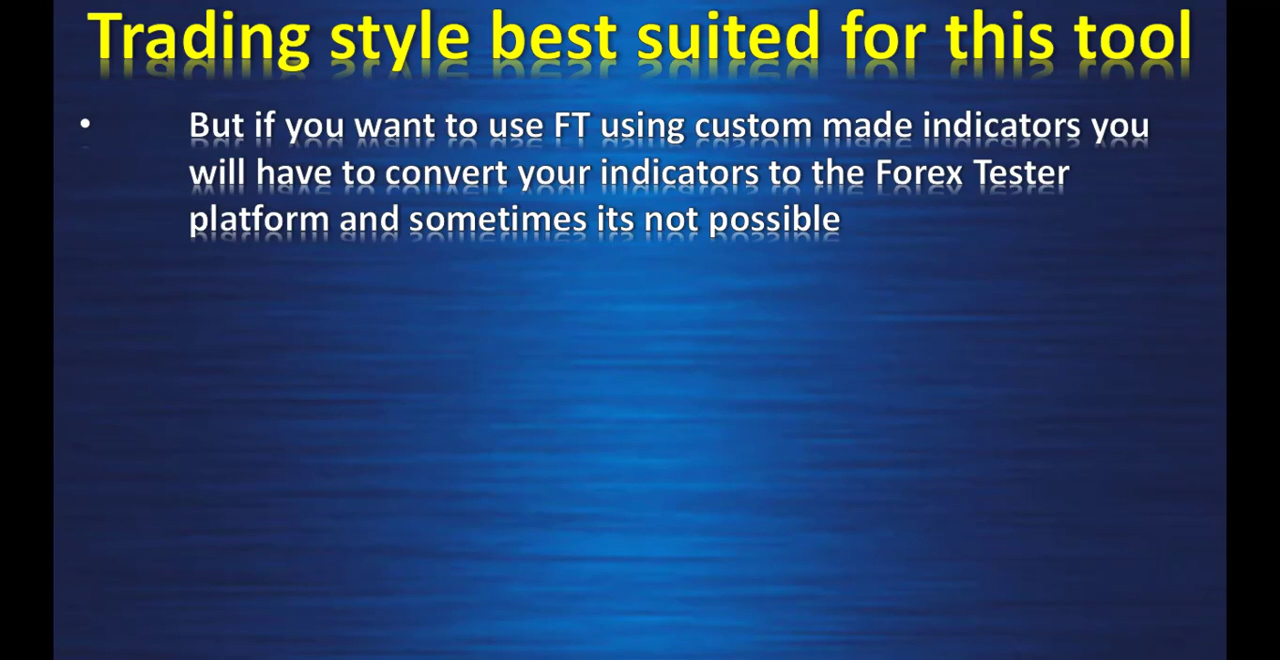 Trading style best suited for this tool
• But if you want to use FT using custom made indicators you
will have to convert your indicators to the Forex Tester
platform and sometimes its not possible